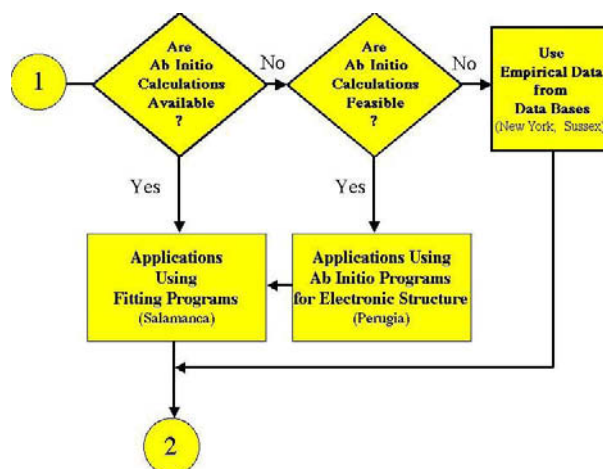 1
Are
Ab Initio
Calculations
Available
?
No
Are
Ab Initio
Calculations
Feasible
?
No
Use
Empirical Data
from
Data Bases
(New York, Sussex)
Yes
Yes
Applications
Using
Fitting Programs
(Salamanca)
Applications Using
Ab Initio Programs
for Electronic Structure
(Perugia)
2